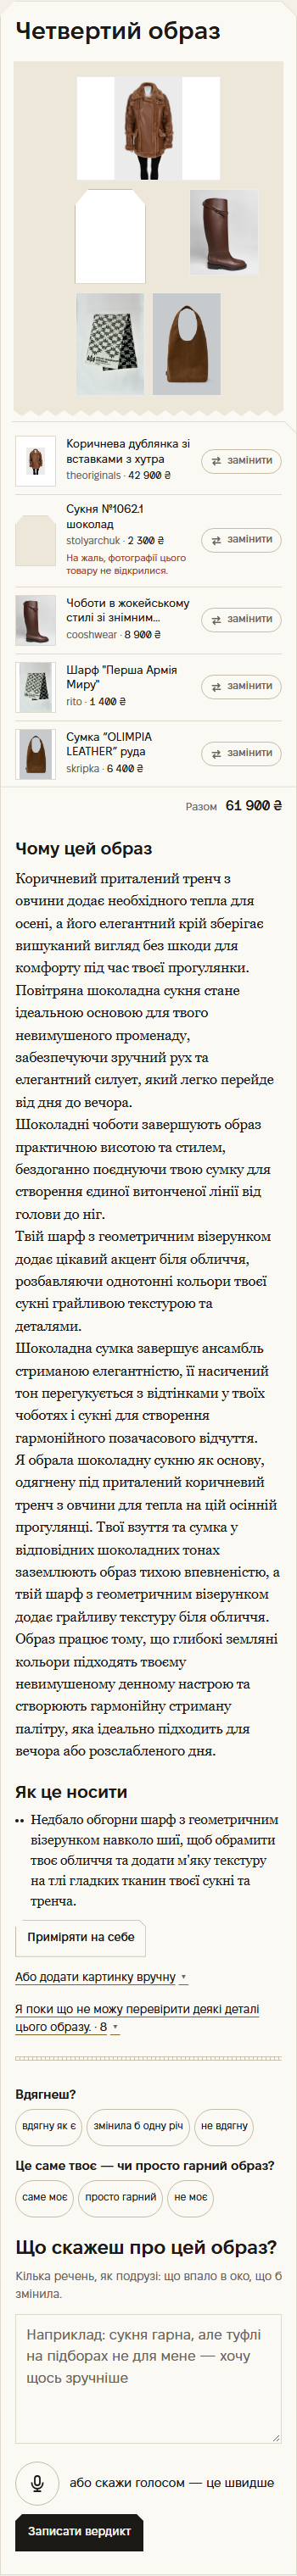 Четвертий образ
Коричнева дублянка зі
вставками з хутра
theoriginals · 42 900 ₴
замінити
Сукня №1062.1
шоколад
stolyarchuk · 2 300 ₴
На жаль, фотографії цього
товару не відкрилися.
замінити
Чоботи в жокейському
стилі зі знімним...
cooshwear · 8 900 ₴
замінити
Шарф "Перша Армія
Миру"
rito · 1 400 ₴
замінити
Сумка “OLIMPIA
LEATHER” руда
skripka · 6 400 ₴
замінити
Разом 61 900 ₴
Чому цей образ
Коричневий приталений тренч з
овчини додає необхідного тепла для
осені, а його елегантний крій зберігає
вишуканий вигляд без шкоди для
комфорту під час твоєї прогулянки.
Повітряна шоколадна сукня стане
ідеальною основою для твого
невимушеного променаду,
забезпечуючи зручний рух та
елегантний силует, який легко перейде
від дня до вечора.
Шоколадні чоботи завершують образ
практичною висотою та стилем,
бездоганно поєднуючи твою сумку для
створення єдиної витонченої лінії від
голови до ніг.
Твій шарф з геометричним візерунком
додає цікавий акцент біля обличчя,
розбавляючи однотонні кольори твоєї
сукні грайливою текстурою та
деталями.
Шоколадна сумка завершує ансамбль
стриманою елегантністю, її насичений
тон перегукується з відтінками у твоїх
чоботях і сукні для створення
гармонійного позачасового відчуття.
Я обрала шоколадну сукню як основу,
одягнену під приталений коричневий
тренч з овчини для тепла на цій осінній
прогулянці. Твої взуття та сумка у
відповідних шоколадних тонах
заземлюють образ тихою впевненістю, а
твій шарф з геометричним візерунком
додає грайливу текстуру біля обличчя.
Образ працює тому, що глибокі земляні
кольори підходять твоєму
невимушеному денному настрою та
створюють гармонійну стриману
палітру, яка ідеально підходить для
вечора або розслабленого дня.
Як це носити
•• Недбало обгорни шарф з геометричним
візерунком навколо шиї, щоб обрамити
твоє обличчя та додати м'яку текстуру
на тлі гладких тканин твоєї сукні та
тренча.
Приміряти на себе
Або додати картинку вручну
Я поки що не можу перевірити деякі деталі
цього образу. · 8
Вдягнеш?
вдягну як є
змінила б одну річ
не вдягну
Це саме твоє — чи просто гарний образ?
саме моє
просто гарний
не моє
Що скажеш про цей образ?
Кілька речень, як подрузі: що впало в око, що б
змінила.
Наприклад: сукня гарна, але туфлі
на підборах не для мене — хочу
щось зручніше
або скажи голосом — це швидше
Записати вердикт